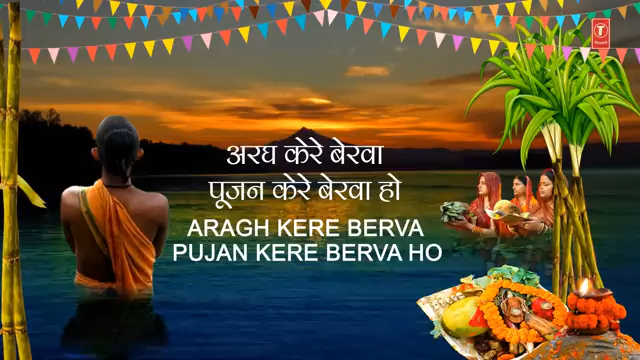 अरघ केरे बेरवा
पूजन केरे बेरवा हो
ARAGH KERE BERVA
PUJAN KERE BERVA HO